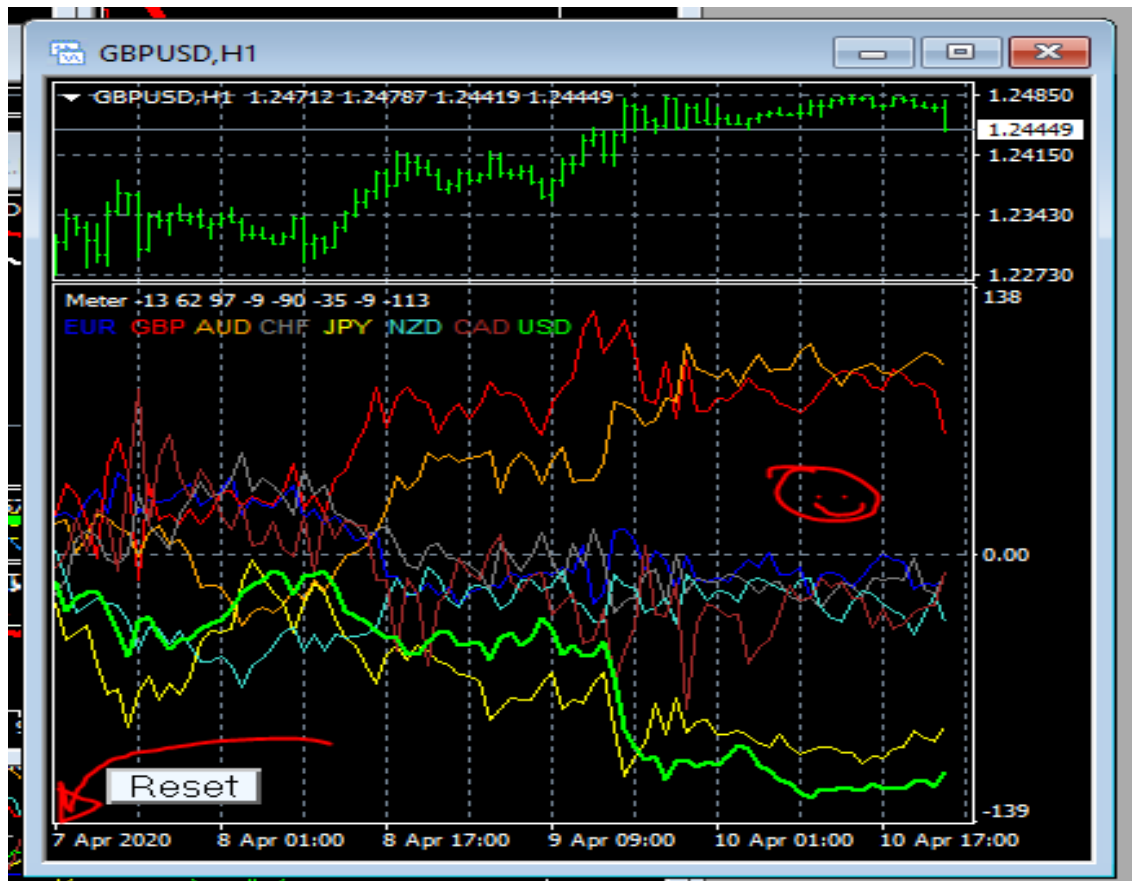 GBPUSD,H1
GBPUSD,H1 1.24712 1.24787 1.24419 1.24449
1.24850
1.24449
1.24150
1.23430
1.22730
Meter -13 62 97 -9 -90 -35 -9 -113
138
EUR GBP AUD CHF JPY NZD CAD USD
0.00
Reset
-139
7 Apr 2020 8 Apr 01:00 8 Apr 17:00 9 Apr 09:00 10 Apr 01:00 10 Apr 17:00